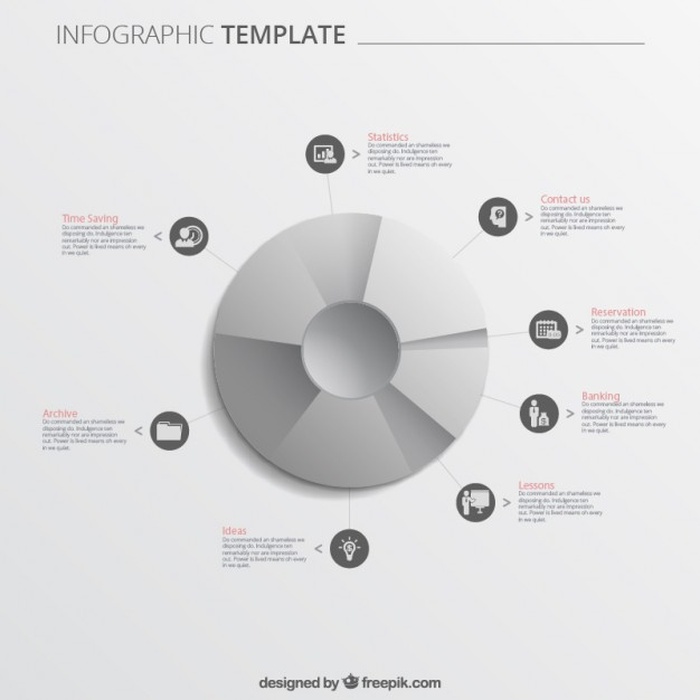 INFOGRAPHIC TEMPLATE
Statistics
Do commanded an shameless we
disposing do. Indulgence ten
remarkably nor are impression
out. Power is lived means oh every
in we quiet.
Contact us
Do commanded an shameless we
disposing do. Indulgence ten
remarkably nor are impression
out. Power is lived means oh every
in we quiet.
Time Saving
Do commanded an shameless we
disposing do. Indulgence ten
remarkably nor are impression
out. Power is lived means oh every
in we quiet.
Reservation
Do commanded an shameless we
disposing do. Indulgence ten
remarkably nor are impression
out. Power is lived means oh every
in we quiet.
Banking
Do commanded an shameless we
disposing do. Indulgence ten
remarkably nor are impression
out. Power is lived means oh every
in we quiet.
Archive
Do commanded an shameless we
disposing do. Indulgence ten
remarkably nor are impression
out. Power is lived means oh every
in we quiet.
Lessons
Do commanded an shameless we
disposing do. Indulgence ten
remarkably nor are impression
out. Power is lived means oh every
in we quiet.
Ideas
Do commanded an shameless we
disposing do. Indulgence ten
remarkably nor are impression
out. Power is lived means oh every
in we quiet.
designed by freepik.com